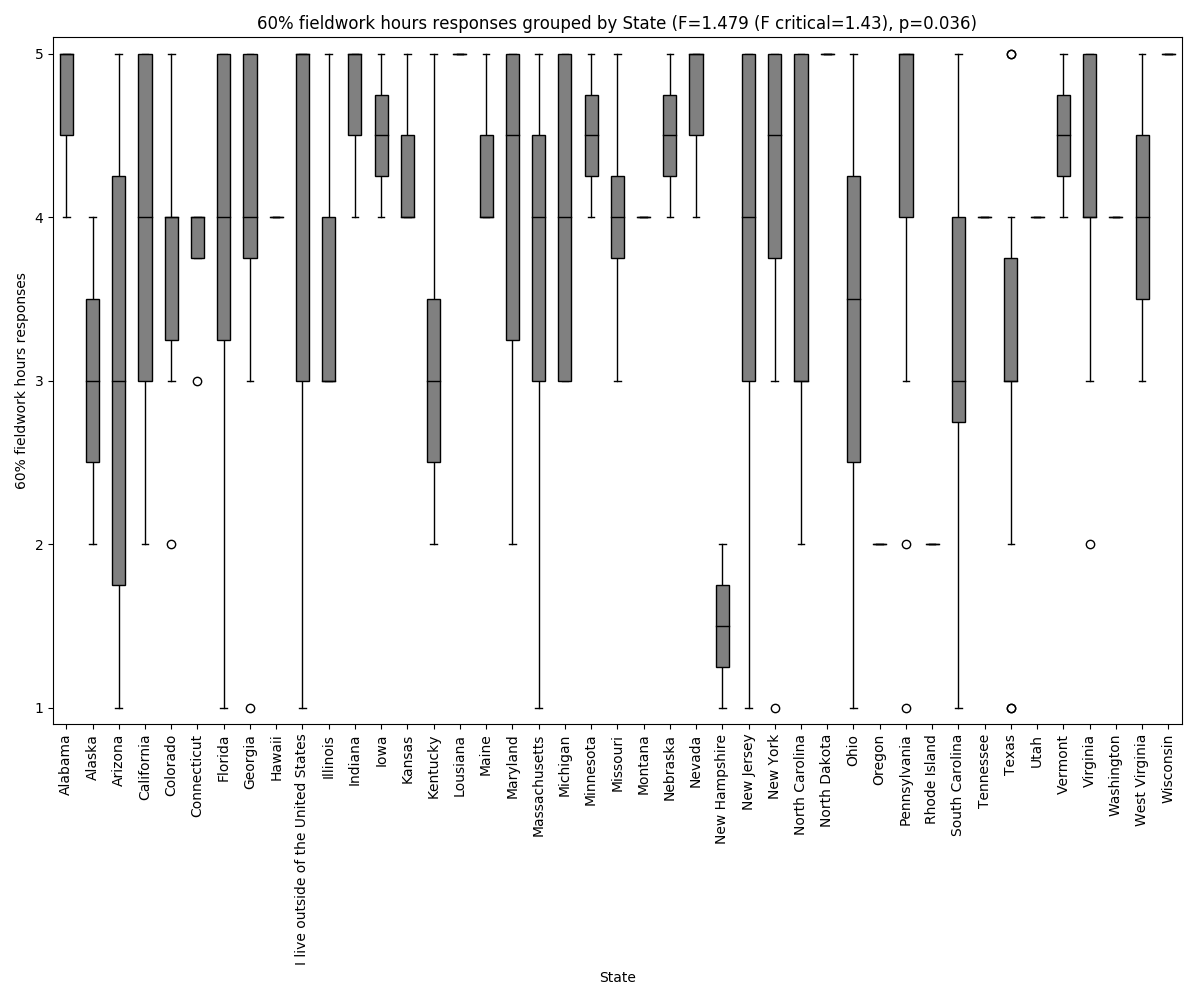 60% fieldwork hours responses grouped by State (F=1.479 (F critical=1.43), p=0.036)
60% fieldwork hours responses
5
4
3
2
1
Alabama
Alaska
Arizona
California
Colorado
Connecticut
Florida
Georgia
Hawaii
I live outside of the United States
Illinois
Indiana
Iowa
Kansas
Kentucky
Lousiana
Maine
Maryland
Massachusetts
Michigan
Minnesota
Missouri
Montana
Nebraska
Nevada
New Hampshire
New Jersey
New York
North Carolina
North Dakota
Ohio
Oregon
Pennsylvania
Rhode Island
South Carolina
Tennessee
Texas
Utah
Vermont
Virginia
Washington
West Virginia
Wisconsin
State